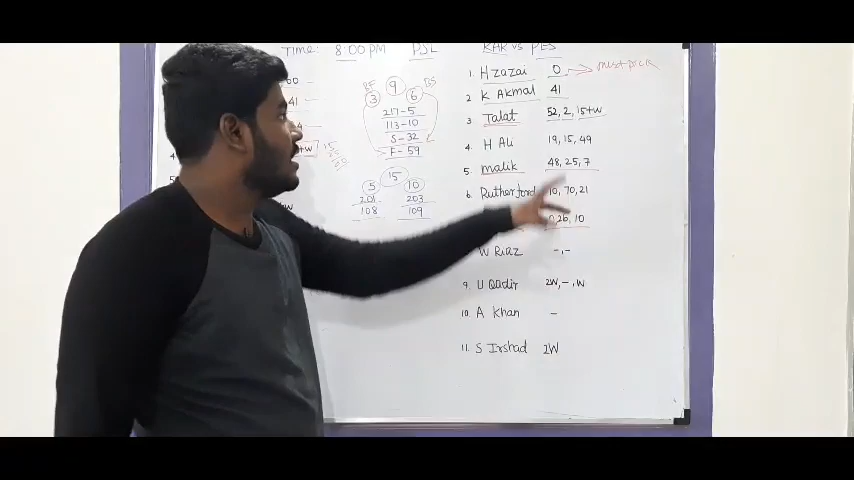 Time: 8:00 PM PSL KAR vs PES
1. H Zazai 0 → must pick
2 K Akmal 41
3. Talat 52, 2, 15+W
4. H Ali 19, 15, 49
5. malik 48, 25, 7
6. Rutherford 10, 70, 21
26, 10
W Riaz -, -
9. U Qadir 2W, -, W
10. A Khan -
11. S Irshad 2W
BF 9 BS
3 6
217-5
113-10
S-32
F-59
15
5 10
201 203
108 109